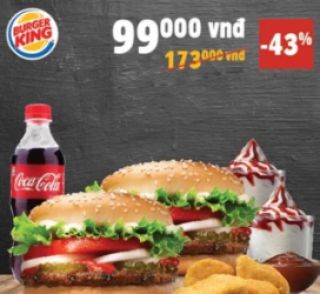 BURGER
KING
99000 vnđ
173000 vnđ
-43%
Coca-Cola